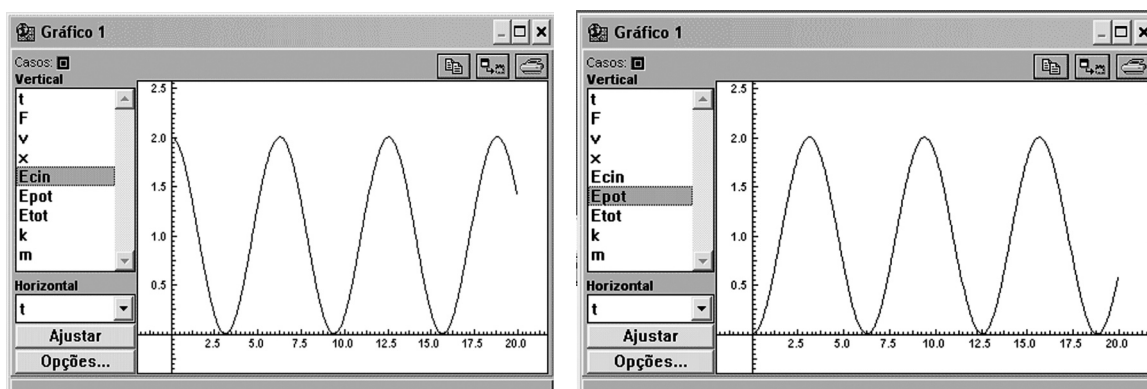 Gráfico 1
Casos:
Vertical
t
F
v
x
Ecin
Epot
Etot
k
m
Horizontal
t
Ajustar
Opções...
2.5
2.0
1.5
1.0
0.5
2.5 5.0 7.5 10.0 12.5 15.0 17.5 20.0
Gráfico 1
Casos:
Vertical
t
F
v
x
Ecin
Epot
Etot
k
m
Horizontal
t
Ajustar
Opções...
2.5
2.0
1.5
1.0
0.5
2.5 5.0 7.5 10.0 12.5 15.0 17.5 20.0